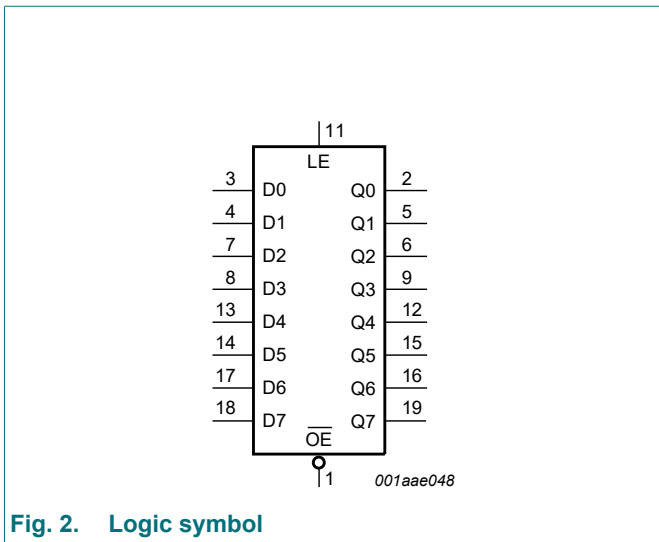 11
LE
3 D0 Q0 2
4 D1 Q1 5
7 D2 Q2 6
8 D3 Q3 9
13 D4 Q4 12
14 D5 Q5 15
17 D6 Q6 16
18 D7 Q7 19
O̅E̅
1 001aae048
Fig. 2. Logic symbol